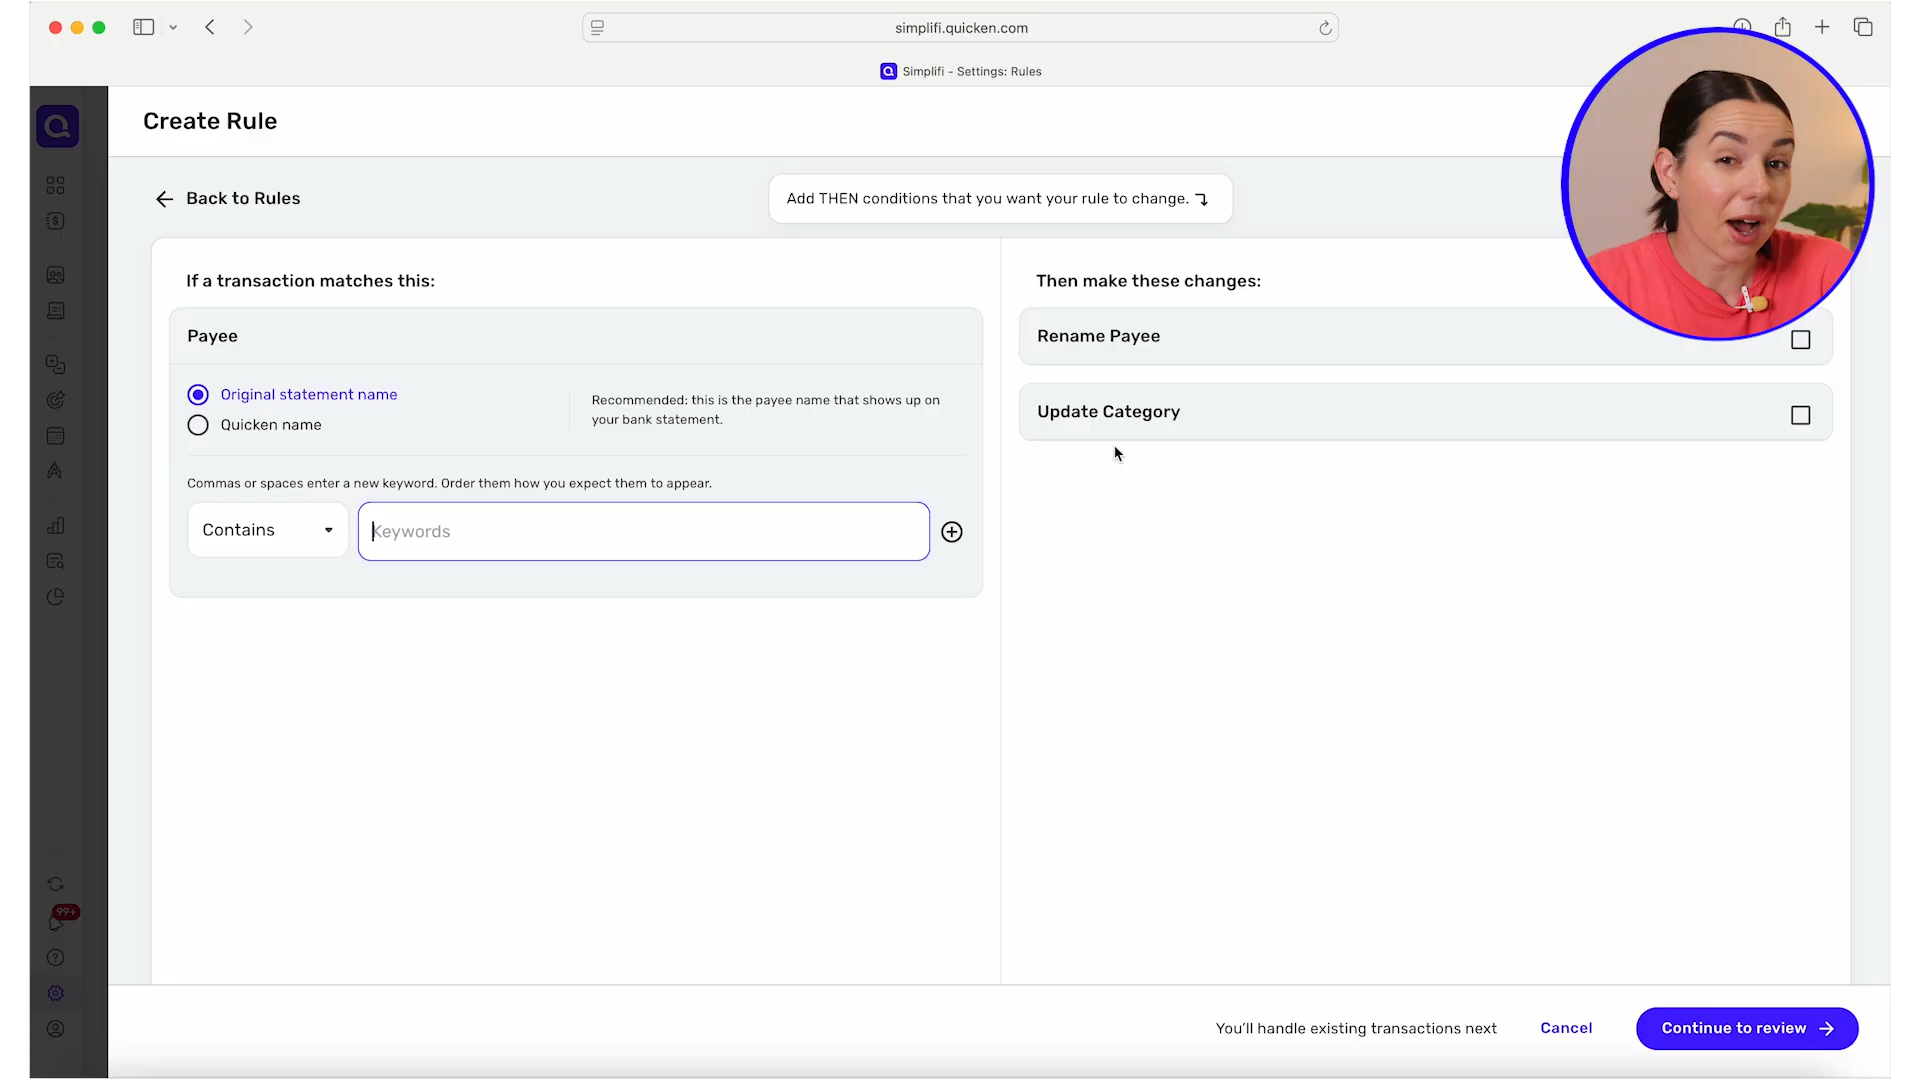 simplifi.quicken.com
Simplifi - Settings: Rules
Create Rule
Back to Rules
Add THEN conditions that you want your rule to change.
If a transaction matches this:
Payee
Original statement name
Quicken name
Recommended: this is the payee name that shows up on
your bank statement.
Commas or spaces enter a new keyword. Order them how you expect them to appear.
Contains
Keywords
Then make these changes:
Rename Payee
Update Category
99+
You'll handle existing transactions next
Cancel
Continue to review